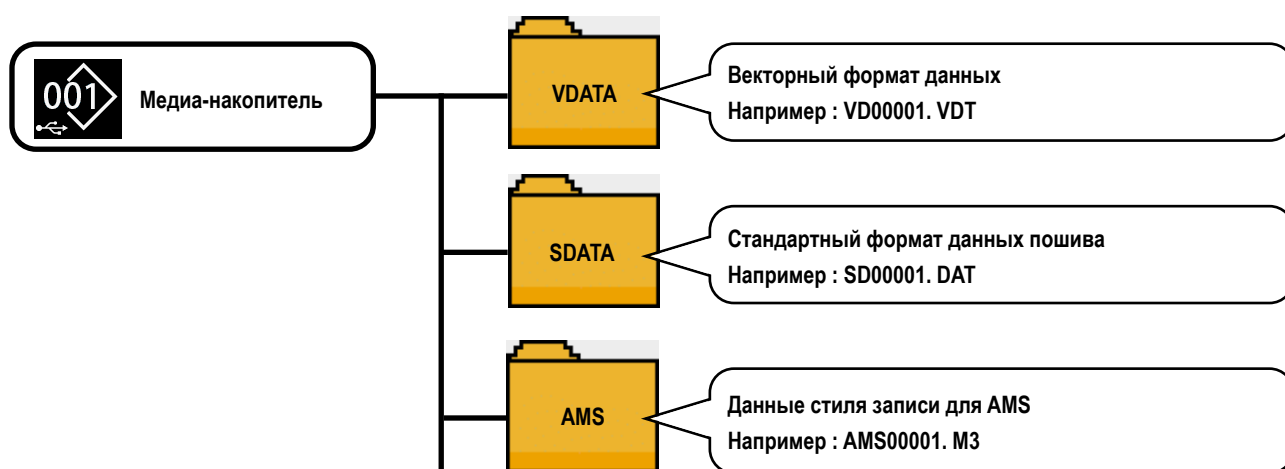 001
Медиа-накопитель
VDATA
Векторный формат данных
Например : VD00001. VDT
SDATA
Стандартный формат данных пошива
Например : SD00001. DAT
AMS
Данные стиля записи для AMS
Например : AMS00001. M3